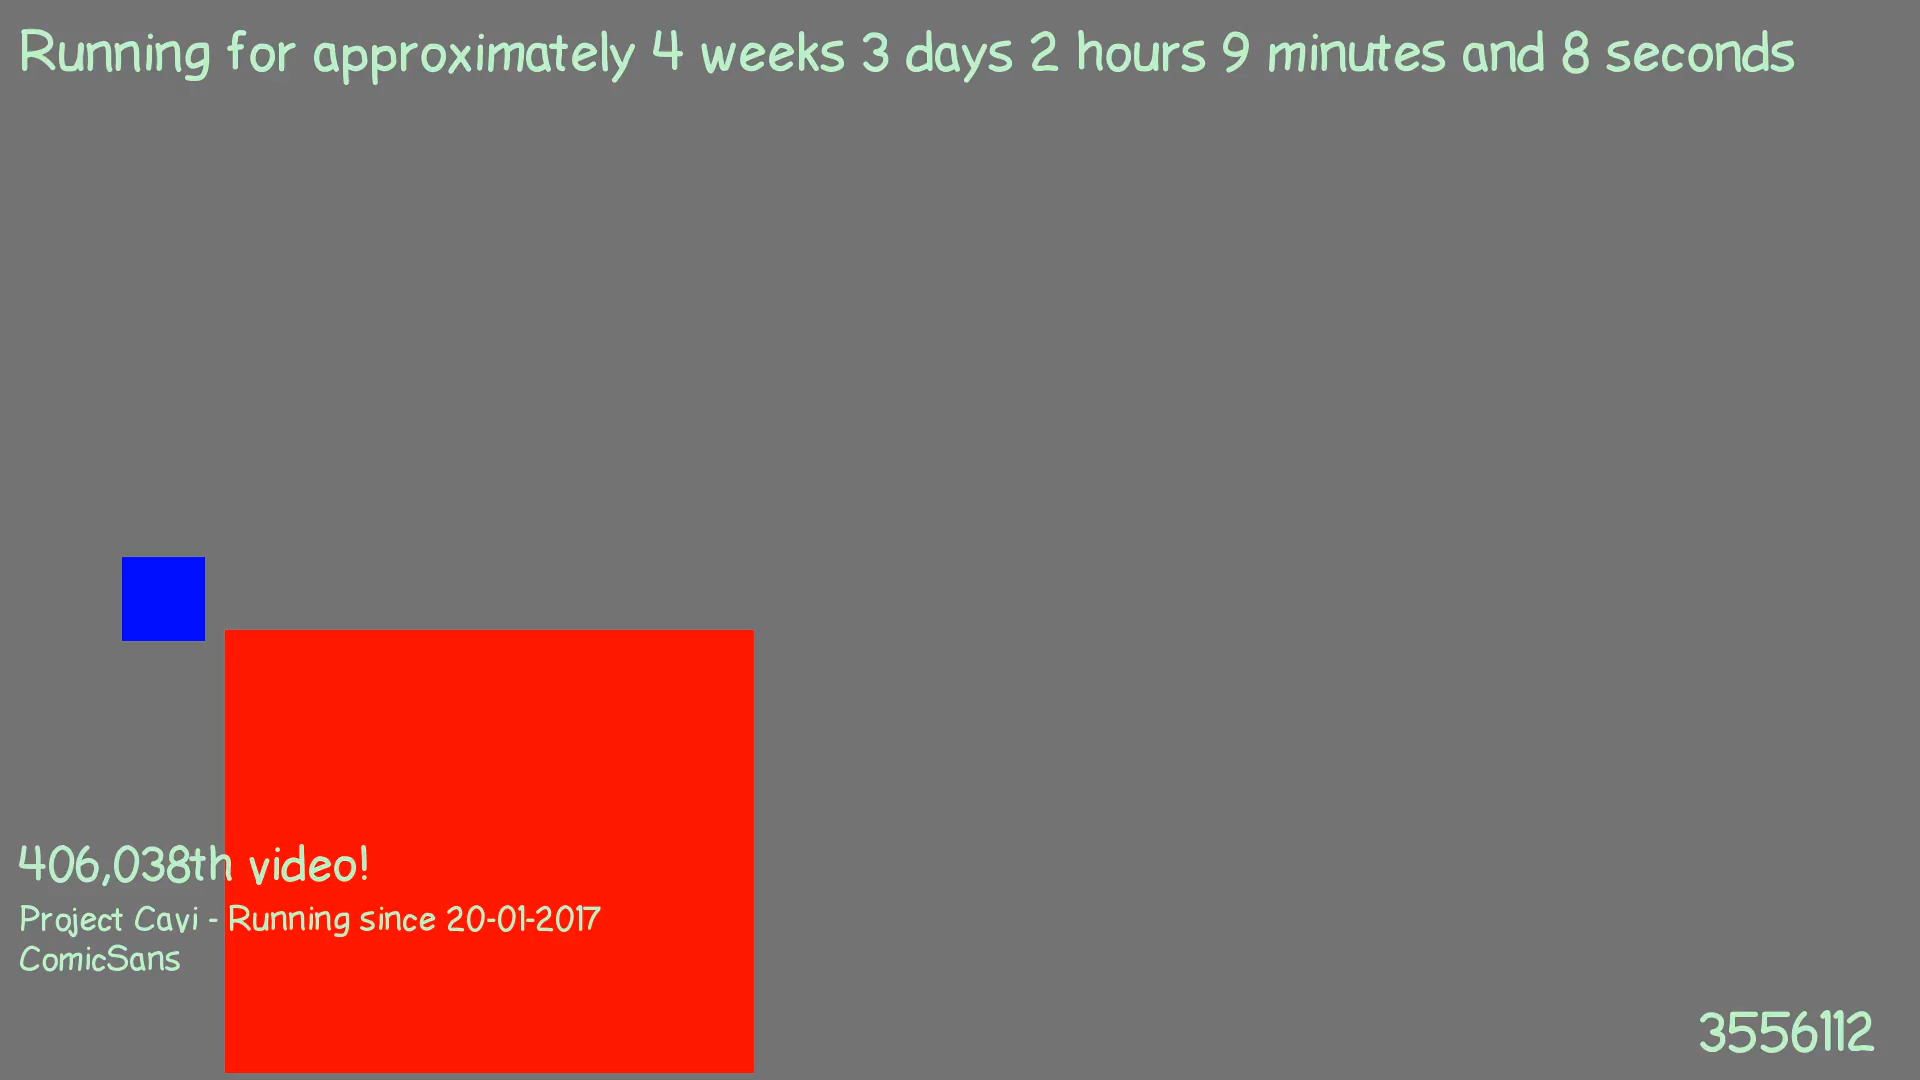 Running for approximately 4 weeks 3 days 2 hours 9 minutes and 8 seconds
406,038th video!
Project Cavi - Running since 20-01-2017
ComicSans
3556112